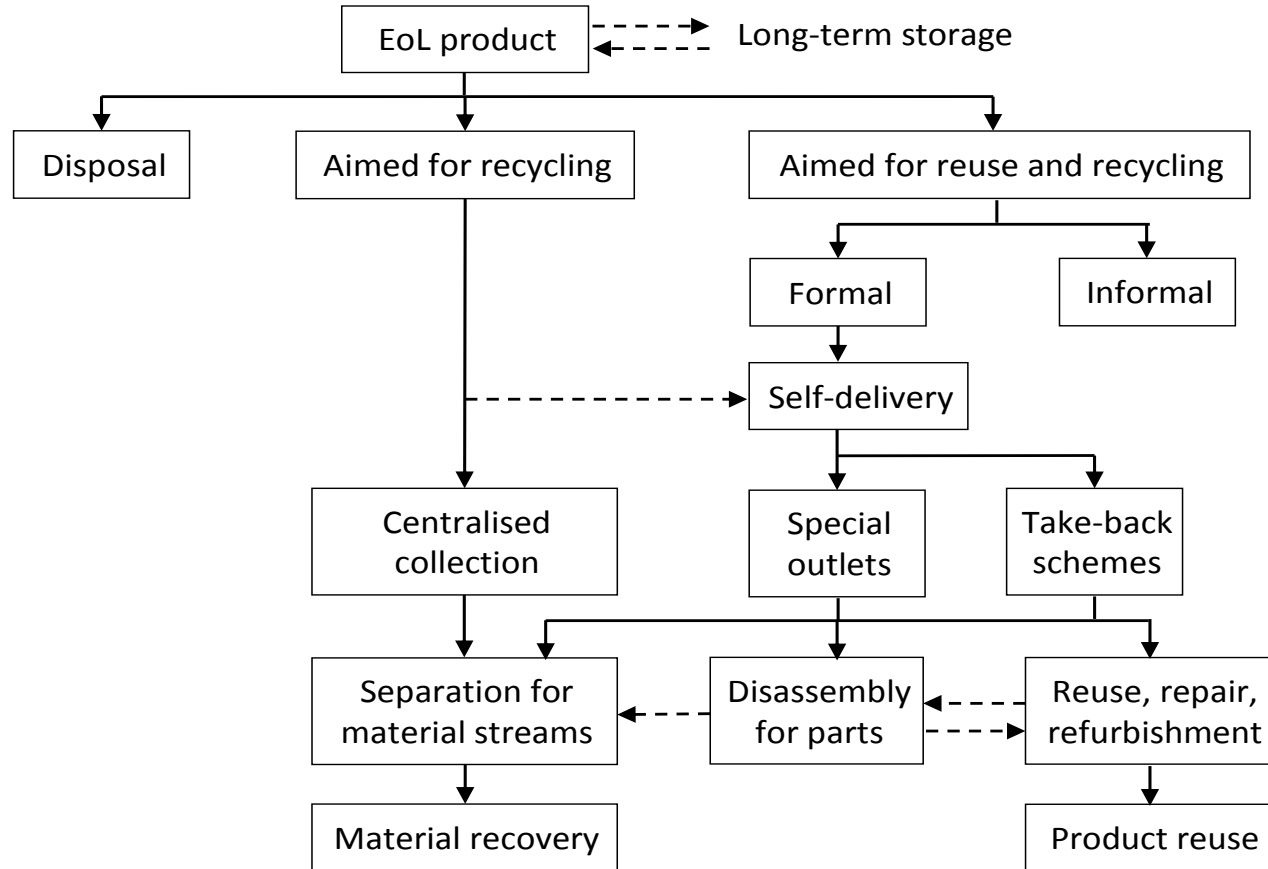 EoL product
Long-term storage
Disposal
Aimed for recycling
Aimed for reuse and recycling
Formal
Informal
Self-delivery
Centralised
collection
Special
outlets
Take-back
schemes
Separation for
material streams
Disassembly
for parts
Reuse, repair,
refurbishment
Material recovery
Product reuse